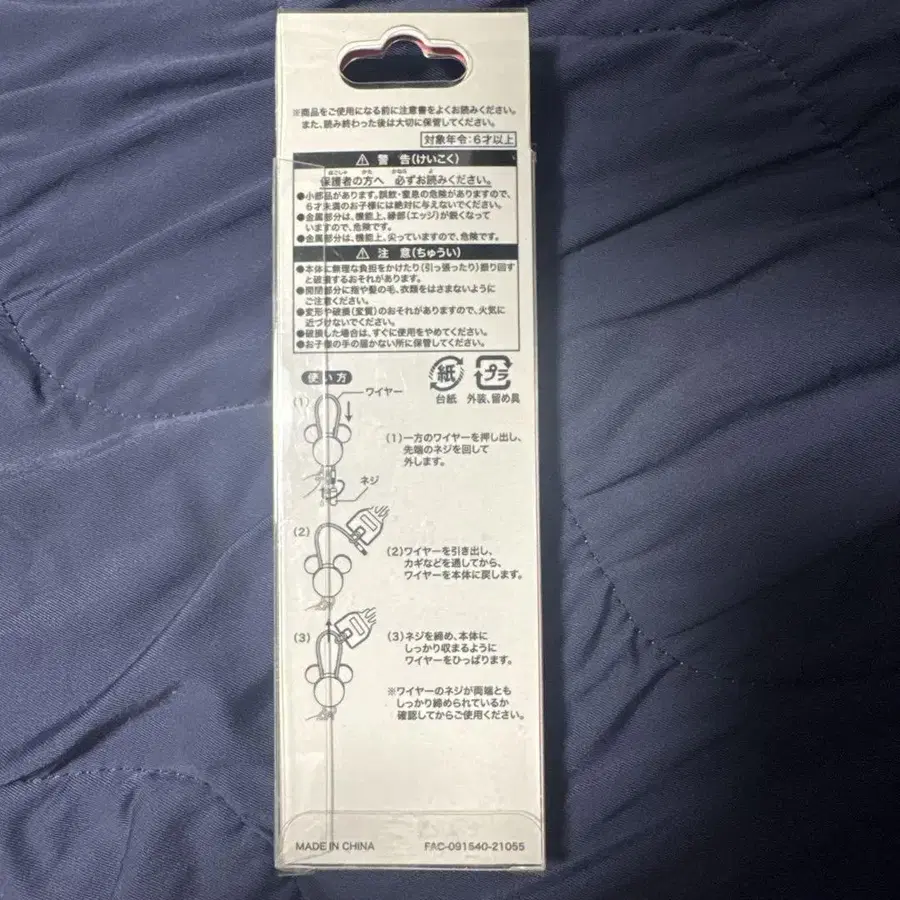 ※商品をご使用になる前に注意書をよくお読みください。
また、読み終わった後は大切に保管してください。
対象年令:6才以上
⚠ 警 告(けいこく)
ほごしゃ かた かなら よ
保護者の方へ 必ずお読みください。
●小部品があります。誤飲・窒息の危険がありますので、
6才未満のお子様には絶対に与えないでください。
●金属部分は、機能上、縁部(エッジ)が鋭くなって
いますので、危険です。
●金属部分は、機能上、尖っていますので、危険です。
⚠ 注 意(ちゅうい)
●本体に無理な負担をかけたり(引っ張ったり)振り回す
と破損するおそれがあります。
●開閉部分に指や髪の毛、衣類をはさまないように
ご注意ください。
●変形や破損(変質)のおそれがありますので、火気に
近づけないでください。
●破損した場合は、すぐに使用をやめてください。
●お子様の手の届かない所に保管してください。
使い方
紙
プラ
台紙 外装、留め具
(1)
ワイヤー
ネジ
(1)一方のワイヤーを押し出し、
先端のネジを回して
外します。
(2)
(2)ワイヤーを引き出し、
カギなどを通してから、
ワイヤーを本体に戻します。
(3)
(3)ネジを締め、本体に
しっかり収まるように
ワイヤーをひっぱります。
※ワイヤーのネジが両端とも
しっかり締められているか
確認してからご使用ください。
MADE IN CHINA FAC-091540-21055